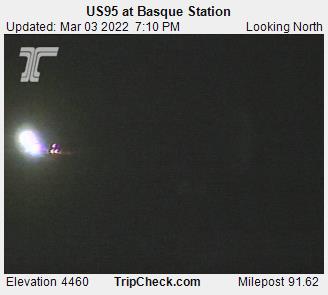 US95 at Basque Station
Updated: Mar 03 2022 7:10 PM Looking North
Elevation 4460 TripCheck.com Milepost 91.62